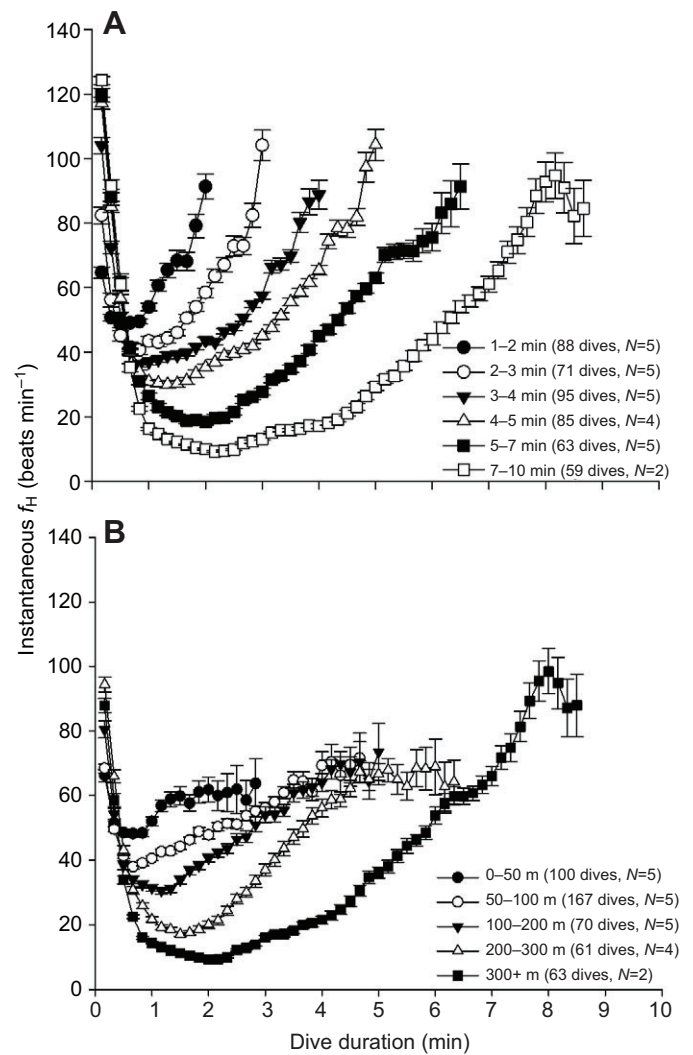 A
140
120
100
80
60
40
20
0
1–2 min (88 dives, N=5)
2–3 min (71 dives, N=5)
3–4 min (95 dives, N=5)
4–5 min (85 dives, N=4)
5–7 min (63 dives, N=5)
7–10 min (59 dives, N=2)
Instantaneous fH (beats min–1)
B
140
120
100
80
60
40
20
0
0–50 m (100 dives, N=5)
50–100 m (167 dives, N=5)
100–200 m (70 dives, N=5)
200–300 m (61 dives, N=4)
300+ m (63 dives, N=2)
0 1 2 3 4 5 6 7 8 9 10
Dive duration (min)